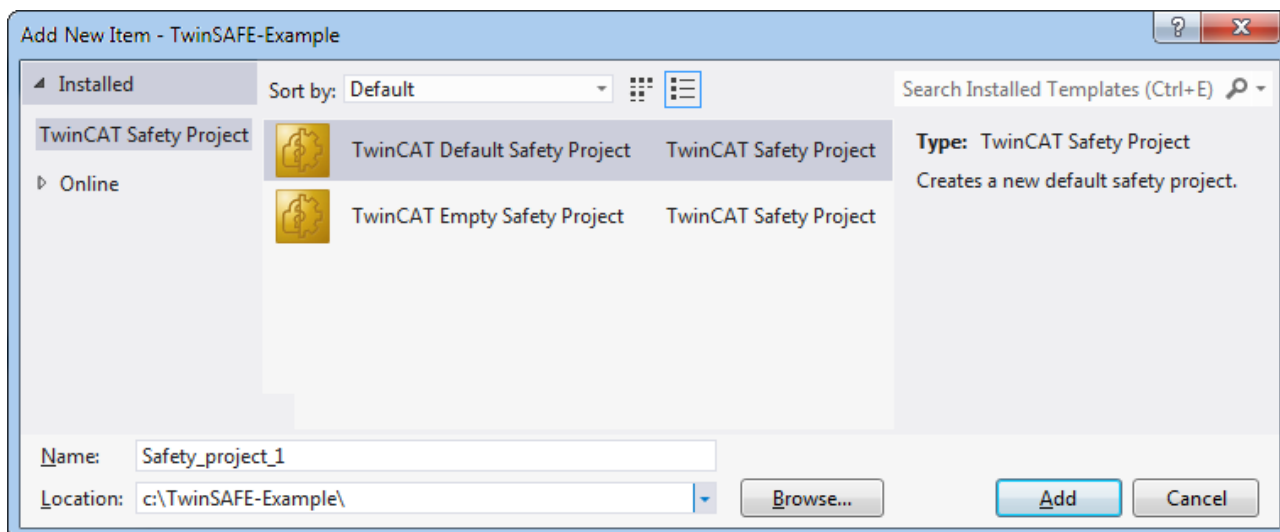 Add New Item - TwinSAFE-Example
Installed
Sort by: Default
Search Installed Templates (Ctrl+E)
TwinCAT Safety Project
TwinCAT Default Safety Project TwinCAT Safety Project
Type: TwinCAT Safety Project
Creates a new default safety project.
Online
TwinCAT Empty Safety Project TwinCAT Safety Project
Name: Safety_project_1
Location: c:\TwinSAFE-Example\
Browse...
Add
Cancel